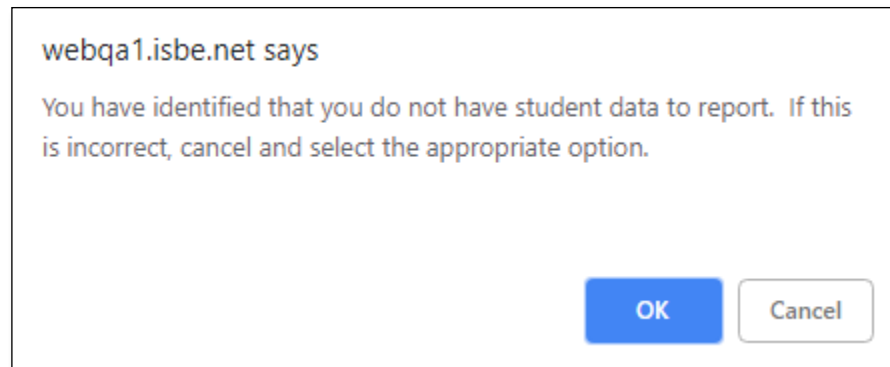 webqa1.isbe.net says
You have identified that you do not have student data to report.  If this
is incorrect, cancel and select the appropriate option.
OK
Cancel